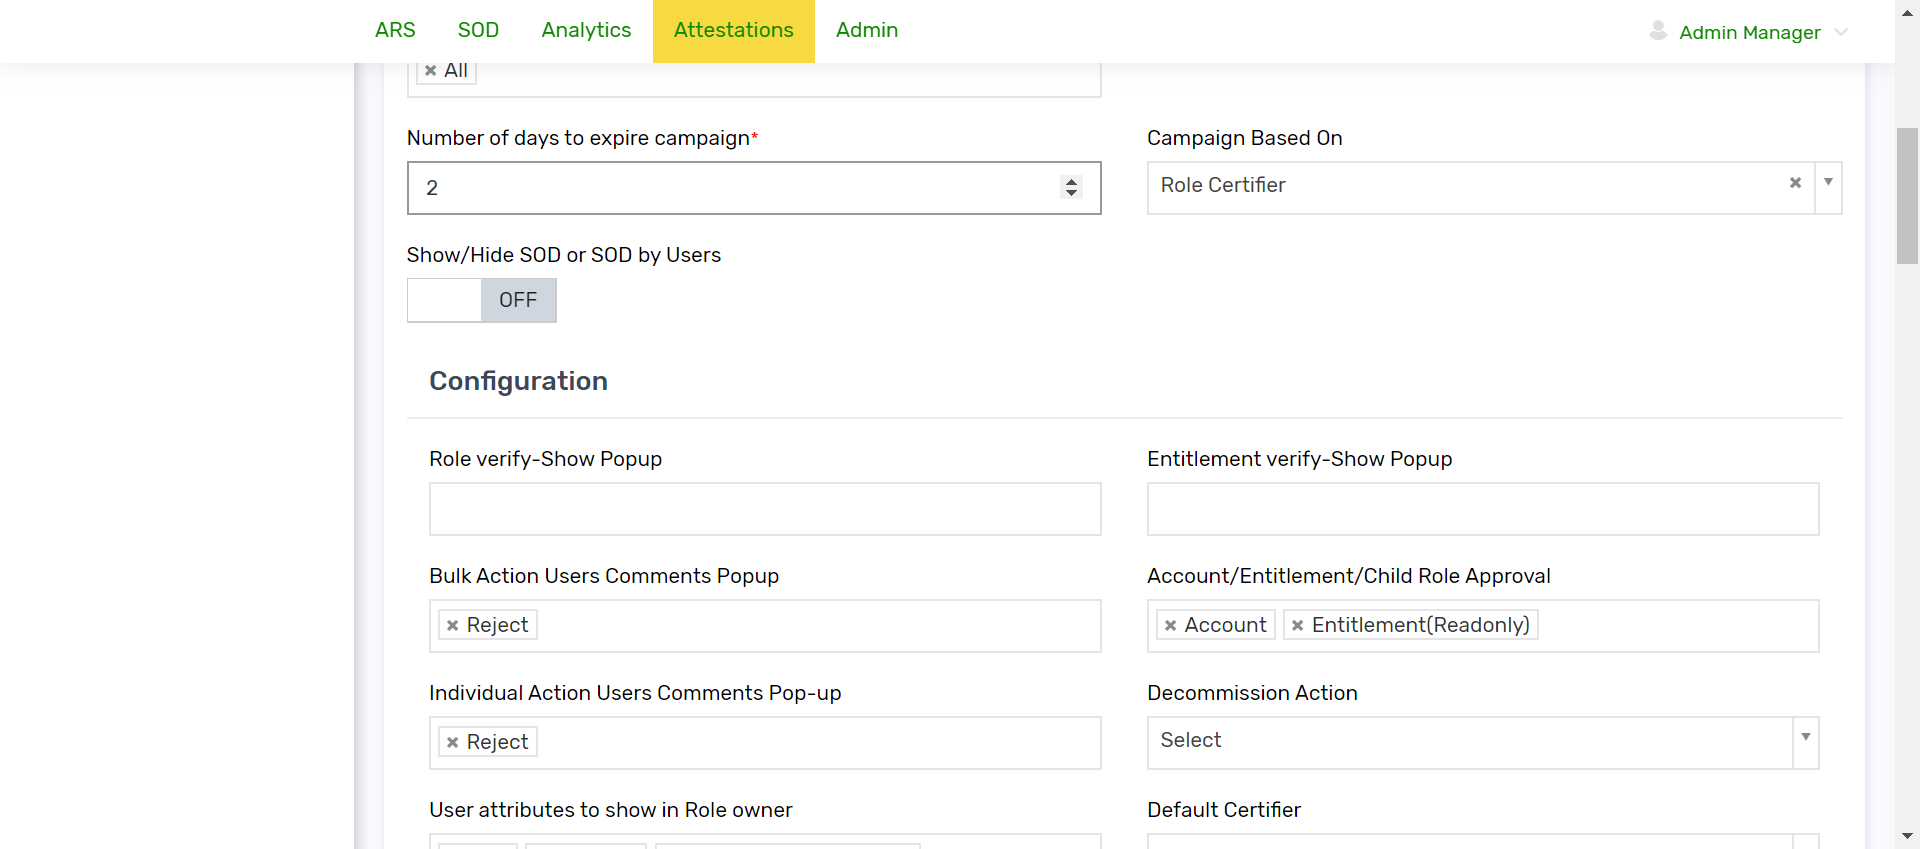 ARS SOD Analytics Attestations Admin Admin Manager
× All
Number of days to expire campaign*
Campaign Based On
2
Role Certifier ×
Show/Hide SOD or SOD by Users
OFF
Configuration
Role verify-Show Popup
Entitlement verify-Show Popup
Bulk Action Users Comments Popup
Account/Entitlement/Child Role Approval
× Reject
× Account × Entitlement(Readonly)
Individual Action Users Comments Pop-up
Decommission Action
× Reject
Select
User attributes to show in Role owner
Default Certifier